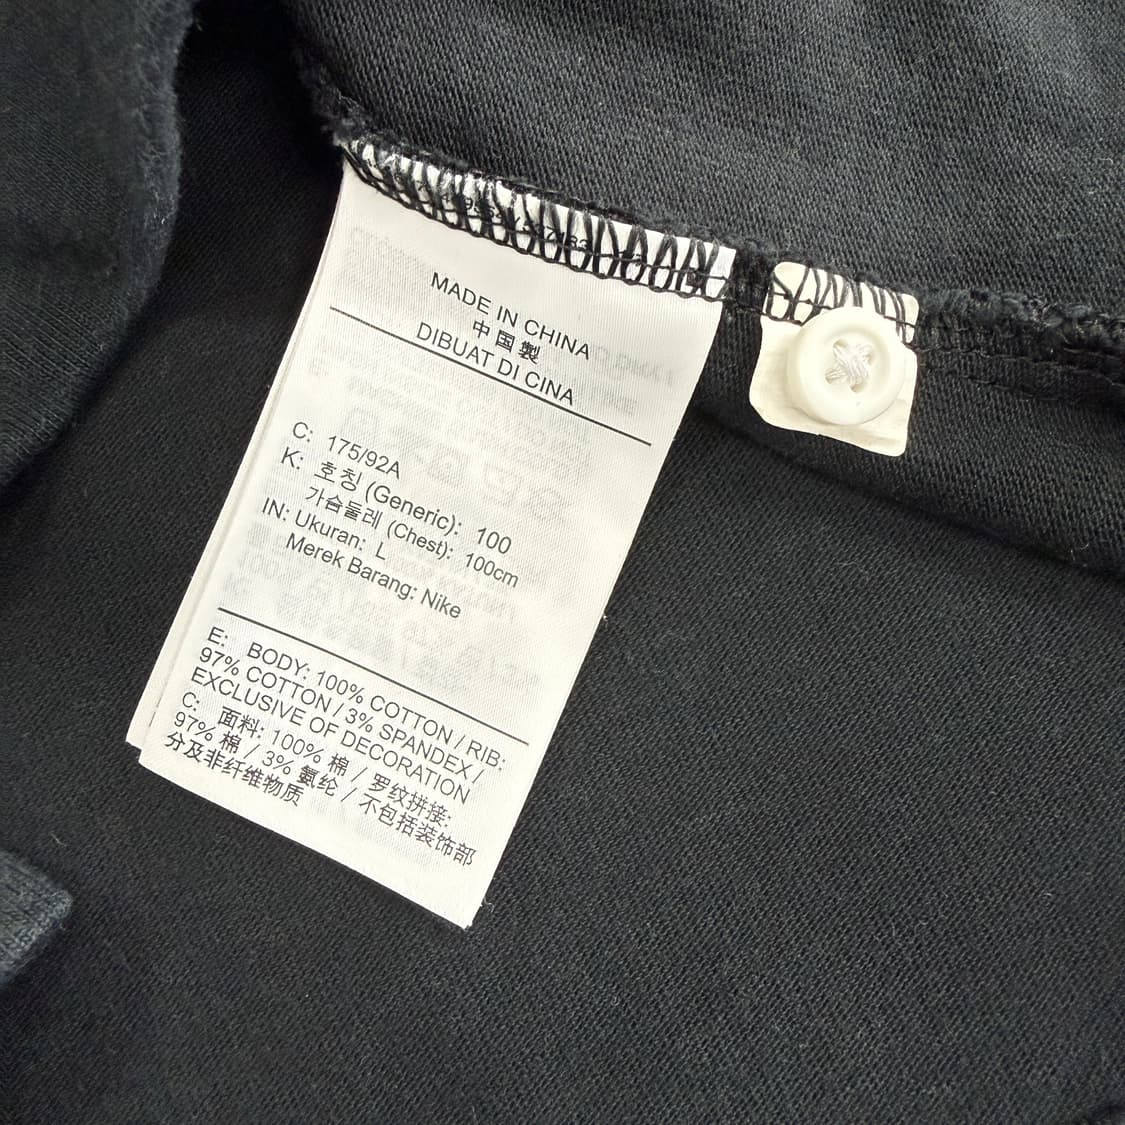 MADE IN CHINA
中国製
DIBUAT DI CINA
C: 175/92A
K: 호칭 (Generic): 100
가슴둘레 (Chest): 100cm
IN: Ukuran: L
Merek Barang: Nike
E: BODY: 100% COTTON / RIB:
97% COTTON / 3% SPANDEX /
EXCLUSIVE OF DECORATION
C: 面料: 100% 棉 / 罗纹拼接:
97% 棉 / 3% 氨纶 / 不包括装饰部
分及非纤维物质